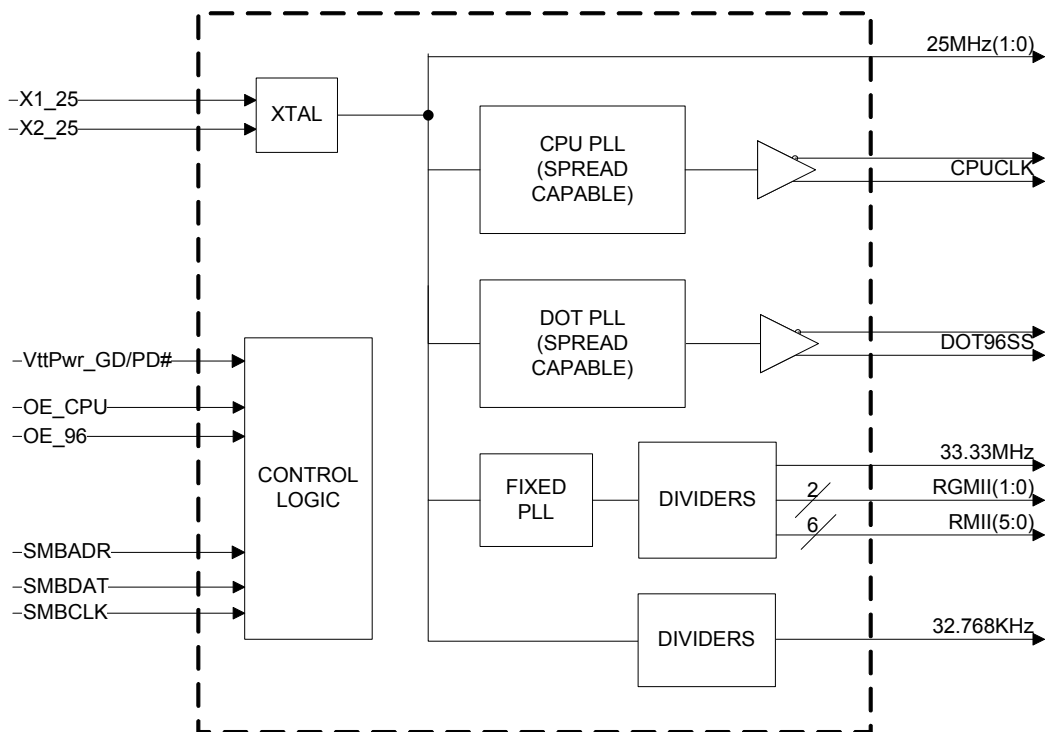 25MHz(1:0)
X1_25
X2_25
XTAL
CPU PLL
(SPREAD
CAPABLE)
CPUCLK
DOT PLL
(SPREAD
CAPABLE)
DOT96SS
VttPwr_GD/PD#
OE_CPU
OE_96
CONTROL
LOGIC
SMBADR
SMBDAT
SMBCLK
FIXED
PLL
DIVIDERS
33.33MHz
2
RGMII(1:0)
6
RMII(5:0)
DIVIDERS
32.768KHz